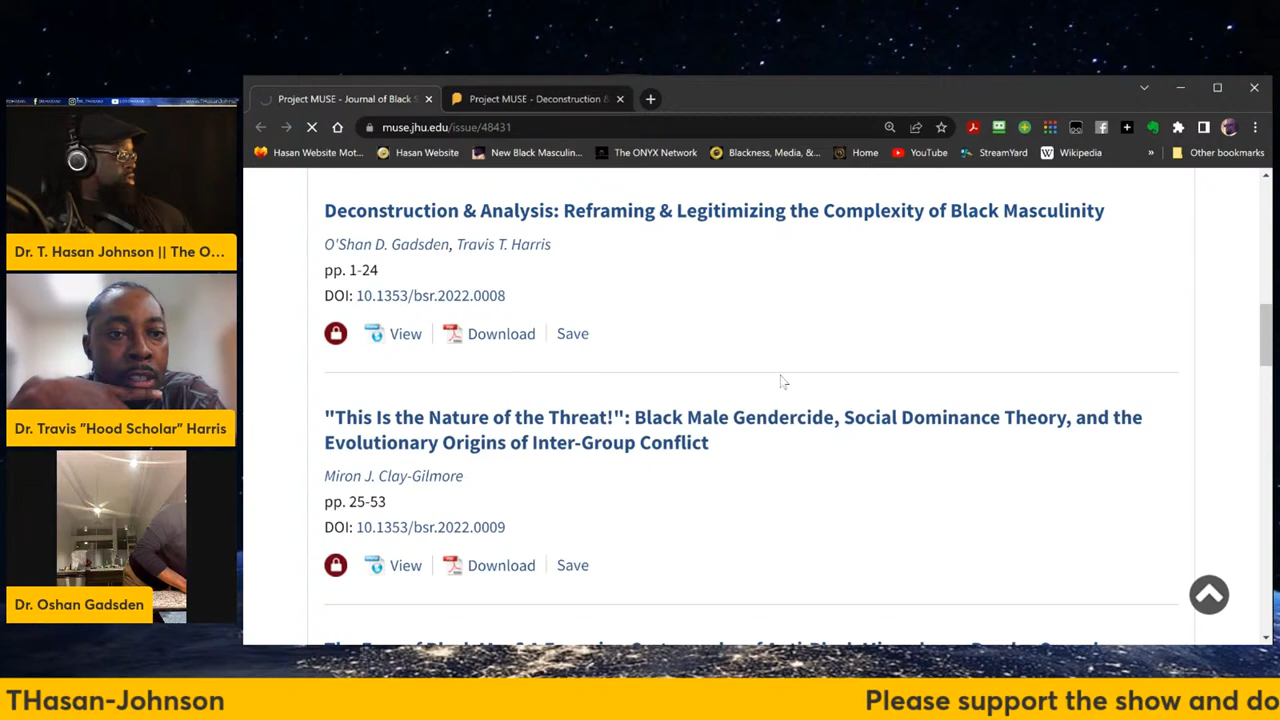 Project MUSE - Journal of Black S
Project MUSE - Deconstruction &
muse.jhu.edu/issue/48431
Hasan Website Mot...
Hasan Website
New Black Masculin...
The ONYX Network
Blackness, Media, &...
Home
YouTube
StreamYard
Wikipedia
»
Other bookmarks
Dr. T. Hasan Johnson || The O...
Dr. Travis "Hood Scholar" Harris
Dr. Oshan Gadsden
Deconstruction & Analysis: Reframing & Legitimizing the Complexity of Black Masculinity
O'Shan D. Gadsden, Travis T. Harris
pp. 1-24
DOI: 10.1353/bsr.2022.0008
View Download Save
"This Is the Nature of the Threat!": Black Male Gendercide, Social Dominance Theory, and the
Evolutionary Origins of Inter-Group Conflict
Miron J. Clay-Gilmore
pp. 25-53
DOI: 10.1353/bsr.2022.0009
View Download Save
THasan-Johnson
Please support the show and do